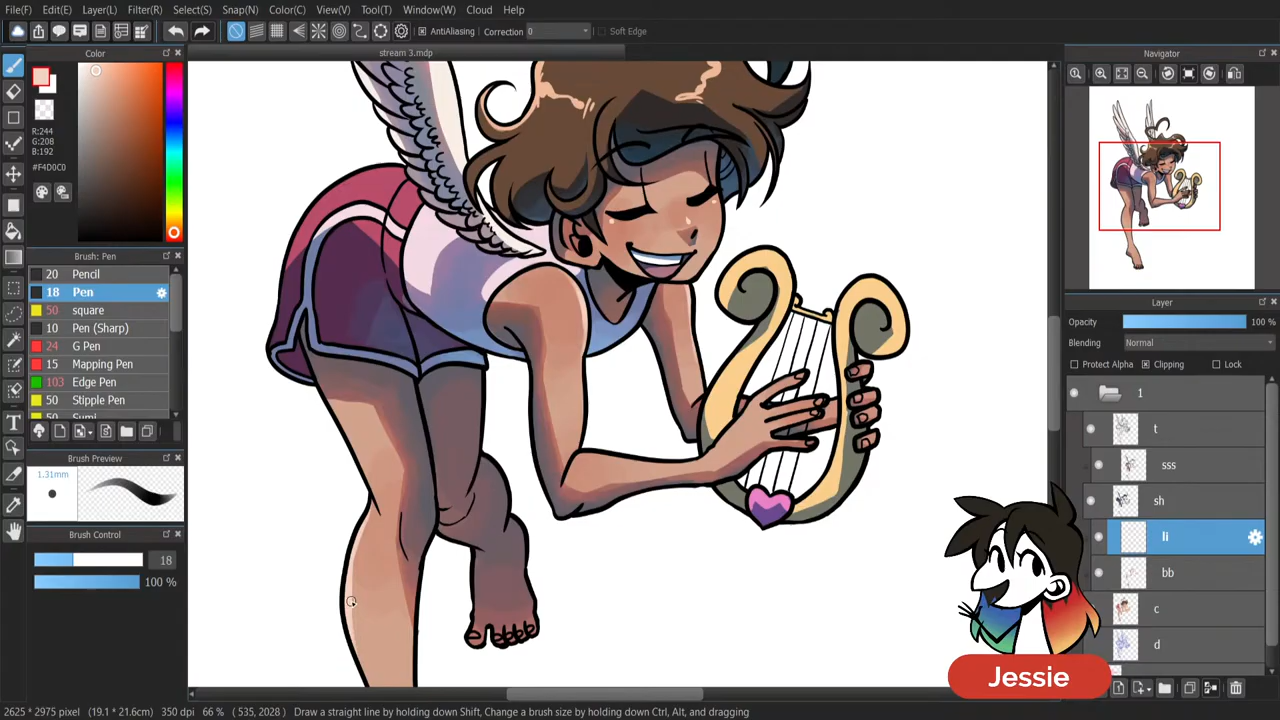 File(F) Edit(E) Layer(L) Filter(R) Select(S) Snap(N) Color(C) View(V) Tool(T) Window(W) Cloud Help
AntiAliasing Correction 0 Soft Edge
Color
stream 3.mdp
Navigator
R:244
G:208
B:192
#F4D0C0
Brush: Pen
20 Pencil
18 Pen
50 square
10 Pen (Sharp)
24 G Pen
15 Mapping Pen
103 Edge Pen
50 Stipple Pen
50 Sumi
Brush Preview
1.31mm
Brush Control
18
100 %
Layer
Opacity 100 %
Blending Normal
Protect Alpha Clipping Lock
1
t
sss
sh
li
bb
c
d
Jessie
2625 * 2975 pixel (19.1 * 21.6cm) 350 dpi 66 % ( 535, 2028 ) Draw a straight line by holding down Shift, Change a brush size by holding down Ctrl, Alt, and dragging